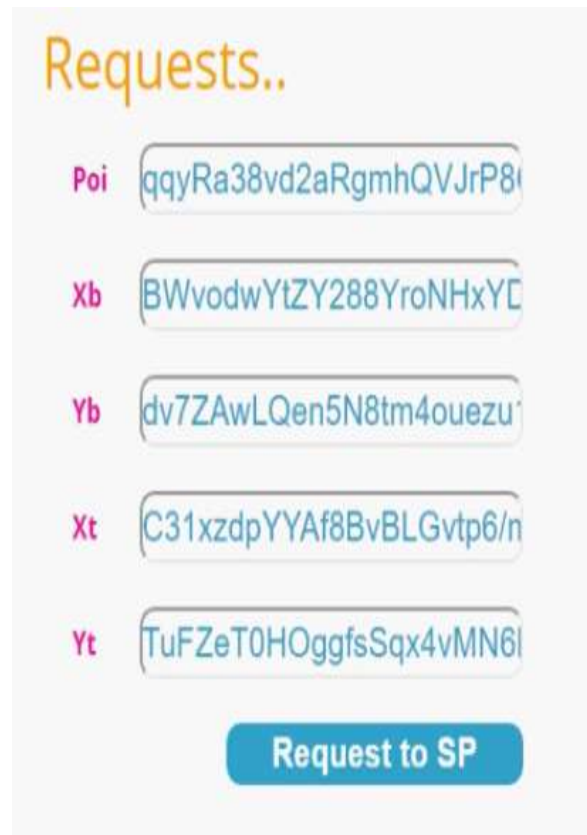 Requests..
Poi qqyRa38vd2aRgmhQVJrP8
Xb BWvodwYtZY288YroNHxY
Yb dv7ZAwLQen5N8tm4ouezu
Xt C31xzdpYYAf8BvBLGvtp6/
Yt TuFZeT0HOggfsSqx4vMN6
Request to SP